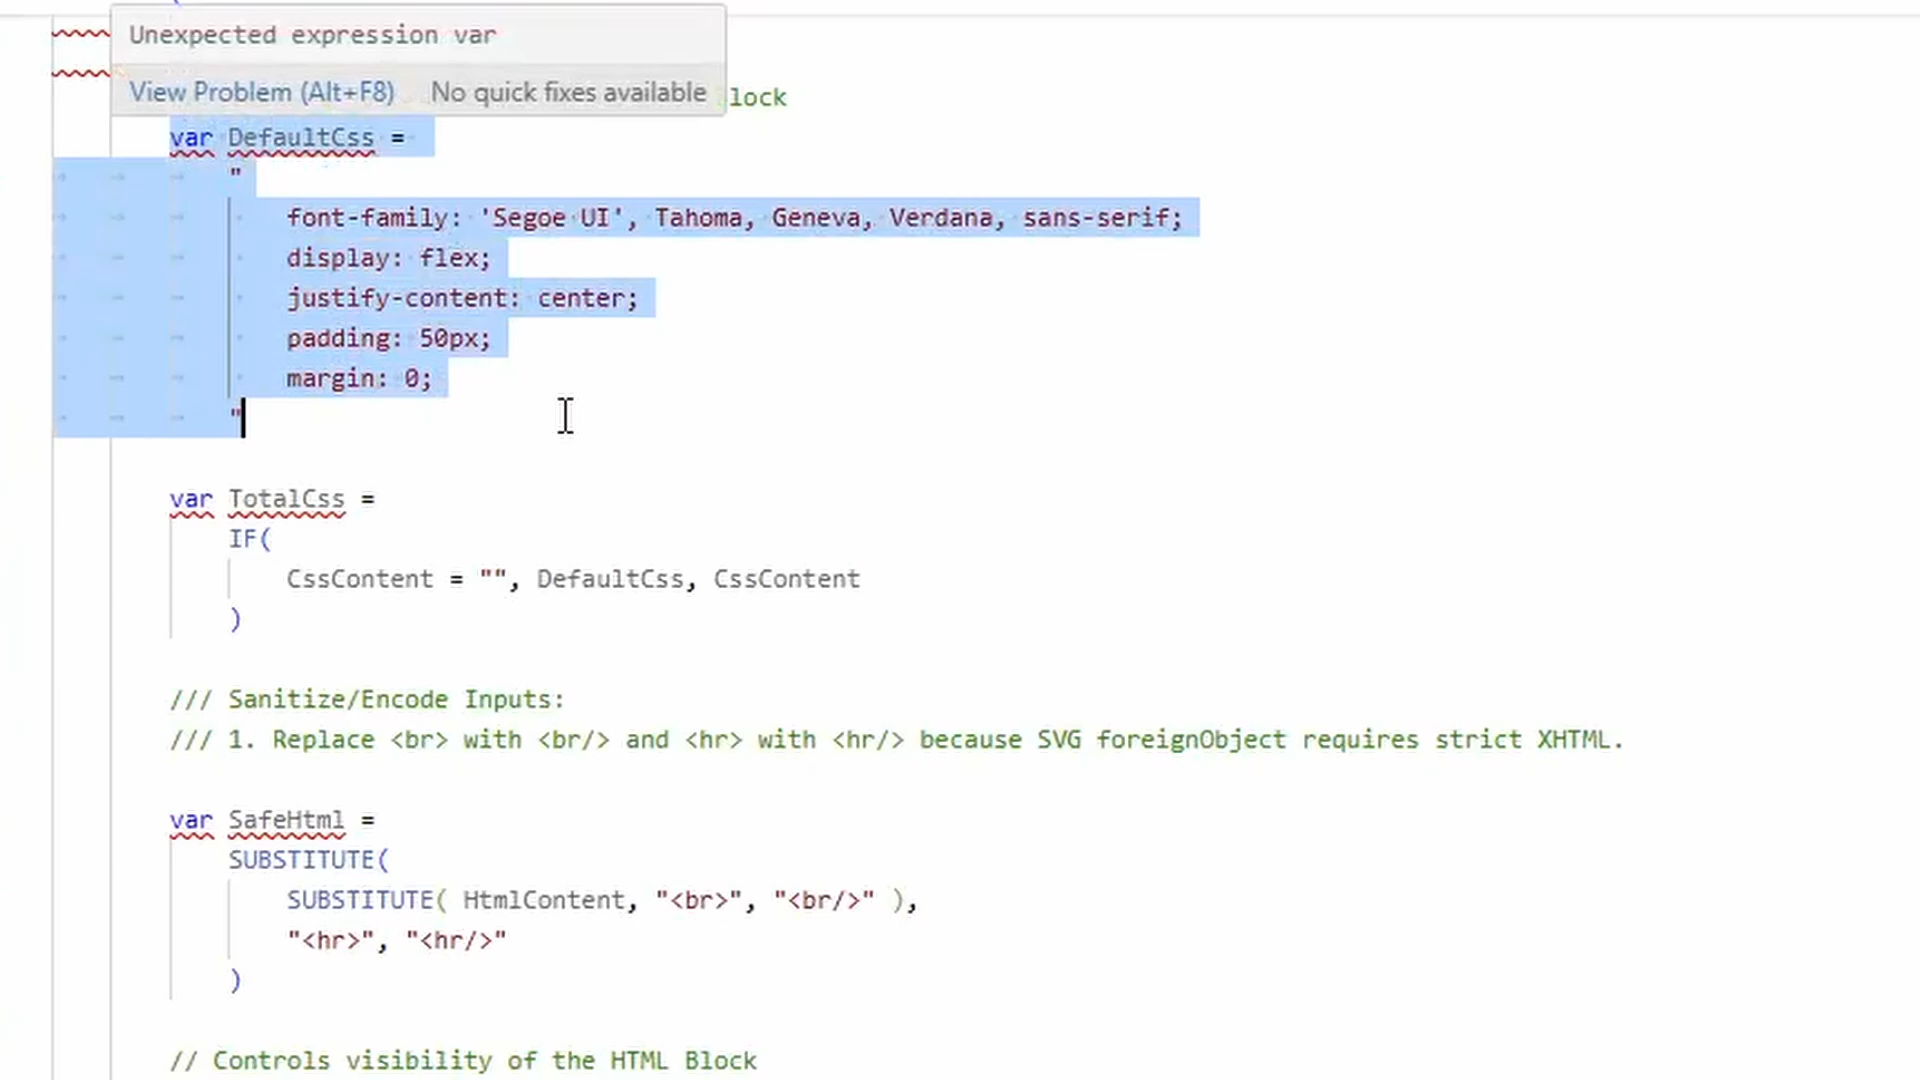 Unexpected expression var
View Problem (Alt+F8) No quick fixes available
lock
var DefaultCss =
"
font-family: 'Segoe UI', Tahoma, Geneva, Verdana, sans-serif;
display: flex;
justify-content: center;
padding: 50px;
margin: 0;
"
var TotalCss =
IF(
CssContent = "", DefaultCss, CssContent
)
/// Sanitize/Encode Inputs:
/// 1. Replace <br> with <br/> and <hr> with <hr/> because SVG foreignObject requires strict XHTML.
var SafeHtml =
SUBSTITUTE(
SUBSTITUTE( HtmlContent, "<br>", "<br/>" ),
"<hr>", "<hr/>"
)
// Controls visibility of the HTML Block